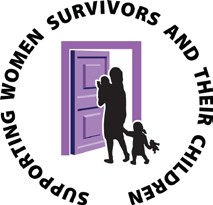 SUPPORTING WOMEN SURVIVORS AND THEIR CHILDREN